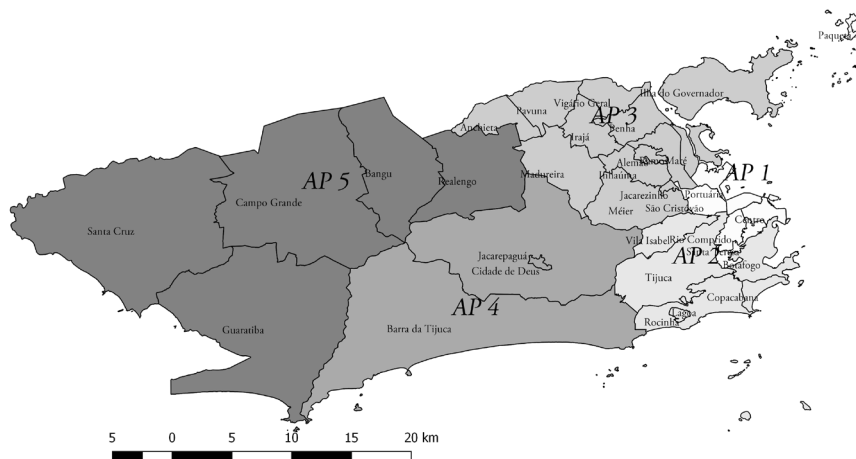 Paquetá
Ilha do Governador
Vigário Geral
Pavuna
AP 3
Anchieta
Penha
Irajá
Maré
Alemão
AP 1
Bangu
Realengo
Madureira
Inhaúma
AP 5
Jacarezinho
Portuária
Campo Grande
São Cristóvão
Méier
Centro
Santa Cruz
Vila Isabel
Rio Comprido
Jacarepaguá
AP 2
Botafogo
Cidade de Deus
Tijuca
Copacabana
AP 4
Lagoa
Rocinha
Guaratiba
Barra da Tijuca
5 0 5 10 15 20 km